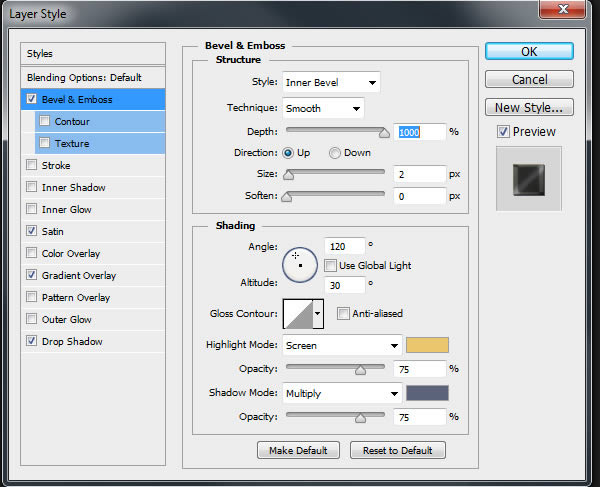 Layer Style
Styles
Blending Options: Default
Bevel & Emboss
Contour
Texture
Stroke
Inner Shadow
Inner Glow
Satin
Color Overlay
Gradient Overlay
Pattern Overlay
Outer Glow
Drop Shadow
Bevel & Emboss
Structure
Style: Inner Bevel
Technique: Smooth
Depth: 1000 %
Direction: Up Down
Size: 2 px
Soften: 0 px
Shading
Angle: 120 °
Use Global Light
Altitude: 30 °
Gloss Contour: Anti-aliased
Highlight Mode: Screen
Opacity: 75 %
Shadow Mode: Multiply
Opacity: 75 %
Make Default Reset to Default
OK
Cancel
New Style...
Preview